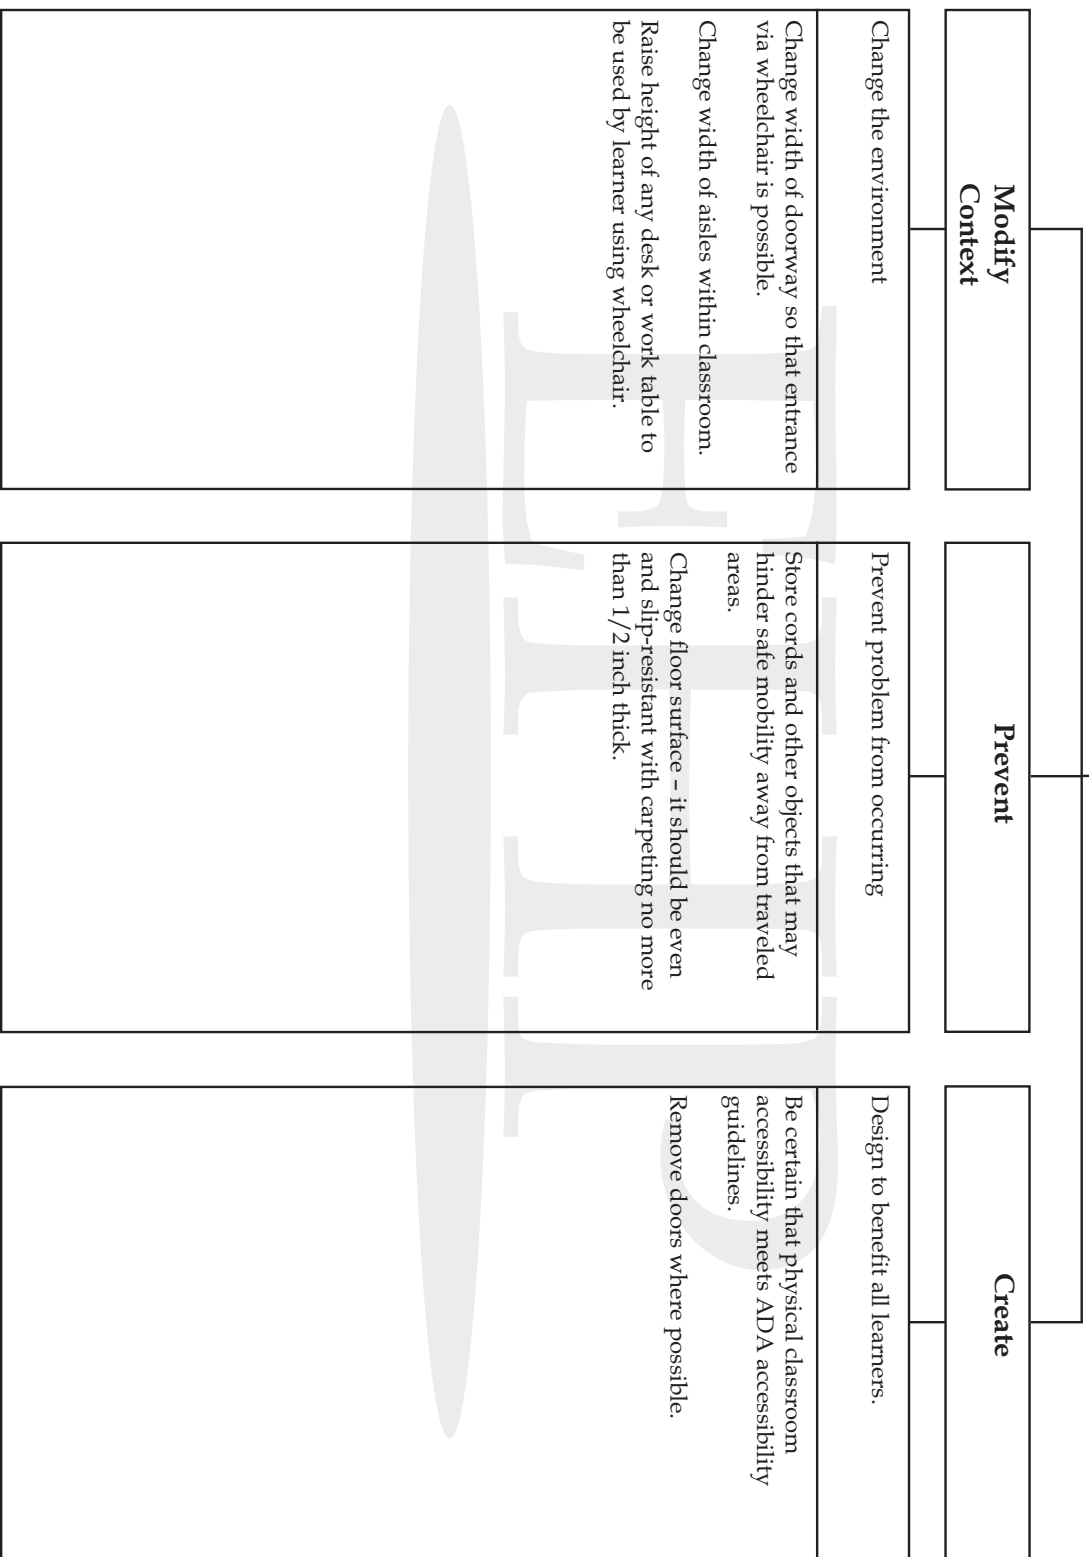 Modify
Context
Change the environment
Change width of doorway so that entrance
via wheelchair is possible.
Change width of aisles within classroom.
Raise height of any desk or work table to
be used by learner using wheelchair.
Prevent
Prevent problem from occurring
Store cords and other objects that may
hinder safe mobility away from traveled
areas.
Change floor surface – it should be even
and slip-resistant with carpeting no more
than 1/2 inch thick.
Create
Design to benefit all learners.
Be certain that physical classroom
accessibility meets ADA accessibility
guidelines.
Remove doors where possible.
EHP